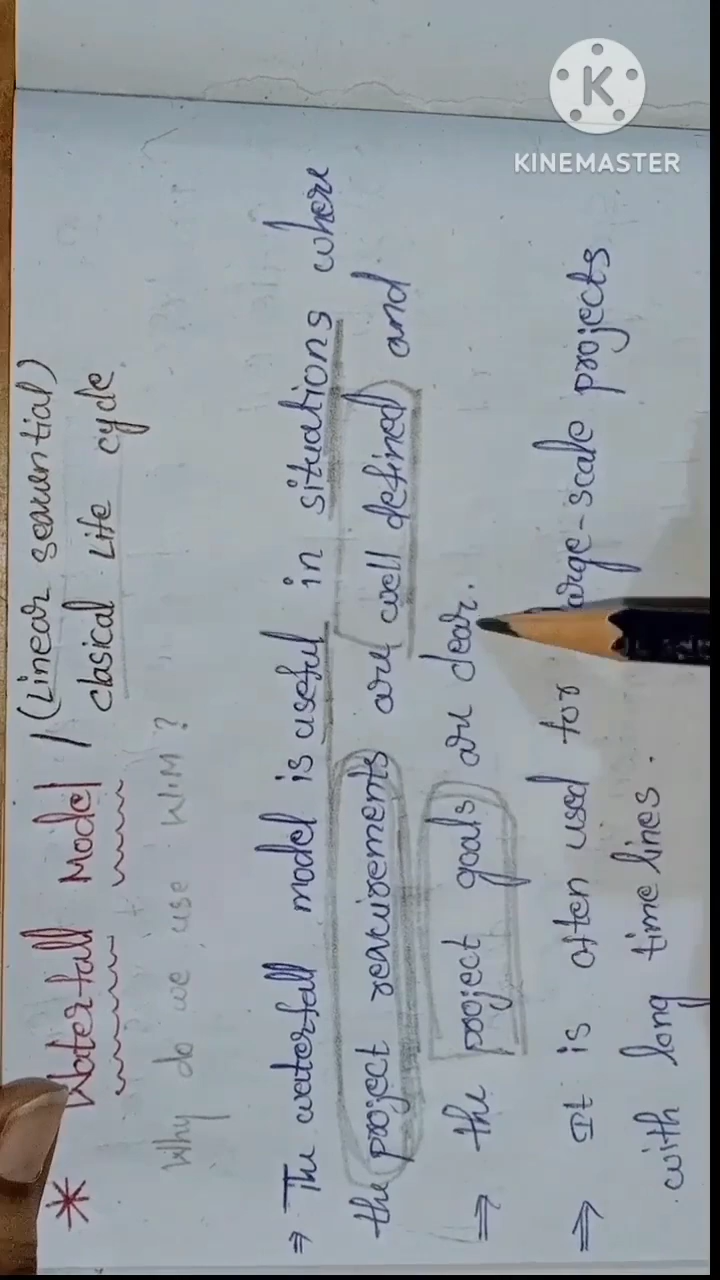 KINEMASTER
* Waterfall Model / (Linear sequential)
clasical Life cycle
Why do we use W.M ?
⇒ The waterfall model is useful in situations where
the project requirements are well defined and
⇒ the project goals are clear.
⇒ It is often used for large-scale projects
with long time lines.